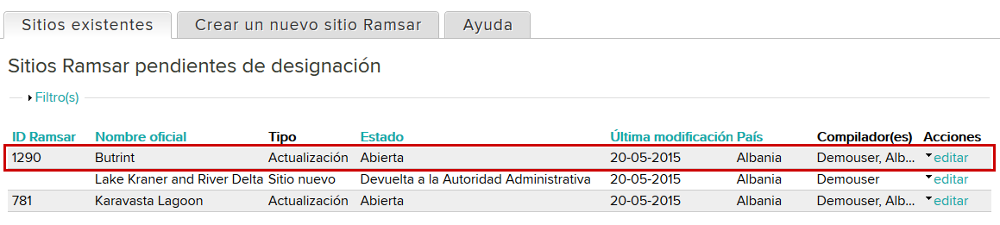 Sitios existentes Crear un nuevo sitio Ramsar Ayuda
Sitios Ramsar pendientes de designación
Filtro(s)
ID Ramsar Nombre oficial Tipo Estado Última modificación País Compilador(es) Acciones
1290 Butrint Actualización Abierta 20-05-2015 Albania Demouser, Alb... editar
Lake Kraner and River Delta Sitio nuevo Devuelta a la Autoridad Administrativa 20-05-2015 Albania Demouser editar
781 Karavasta Lagoon Actualización Abierta 20-05-2015 Albania Demouser, Alb... editar